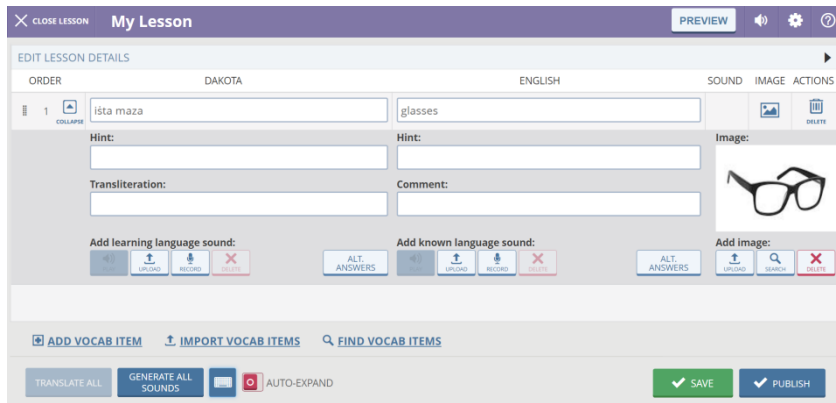 CLOSE LESSON My Lesson PREVIEW
EDIT LESSON DETAILS
ORDER DAKOTA ENGLISH SOUND IMAGE ACTIONS
1 COLLAPSE išta maza glasses DELETE
Hint: Hint: Image:
Transliteration: Comment:
Add learning language sound: Add known language sound: Add image:
UPLOAD RECORD DELETE ALT. ANSWERS UPLOAD RECORD DELETE ALT. ANSWERS UPLOAD SEARCH DELETE
ADD VOCAB ITEM IMPORT VOCAB ITEMS FIND VOCAB ITEMS
TRANSLATE ALL GENERATE ALL SOUNDS AUTO-EXPAND SAVE PUBLISH